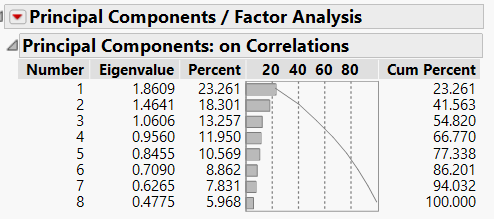 Principal Components / Factor Analysis
Principal Components: on Correlations
Number Eigenvalue Percent 20 40 60 80 Cum Percent
1 1.8609 23.261 23.261
2 1.4641 18.301 41.563
3 1.0606 13.257 54.820
4 0.9560 11.950 66.770
5 0.8455 10.569 77.338
6 0.7090 8.862 86.201
7 0.6265 7.831 94.032
8 0.4775 5.968 100.000